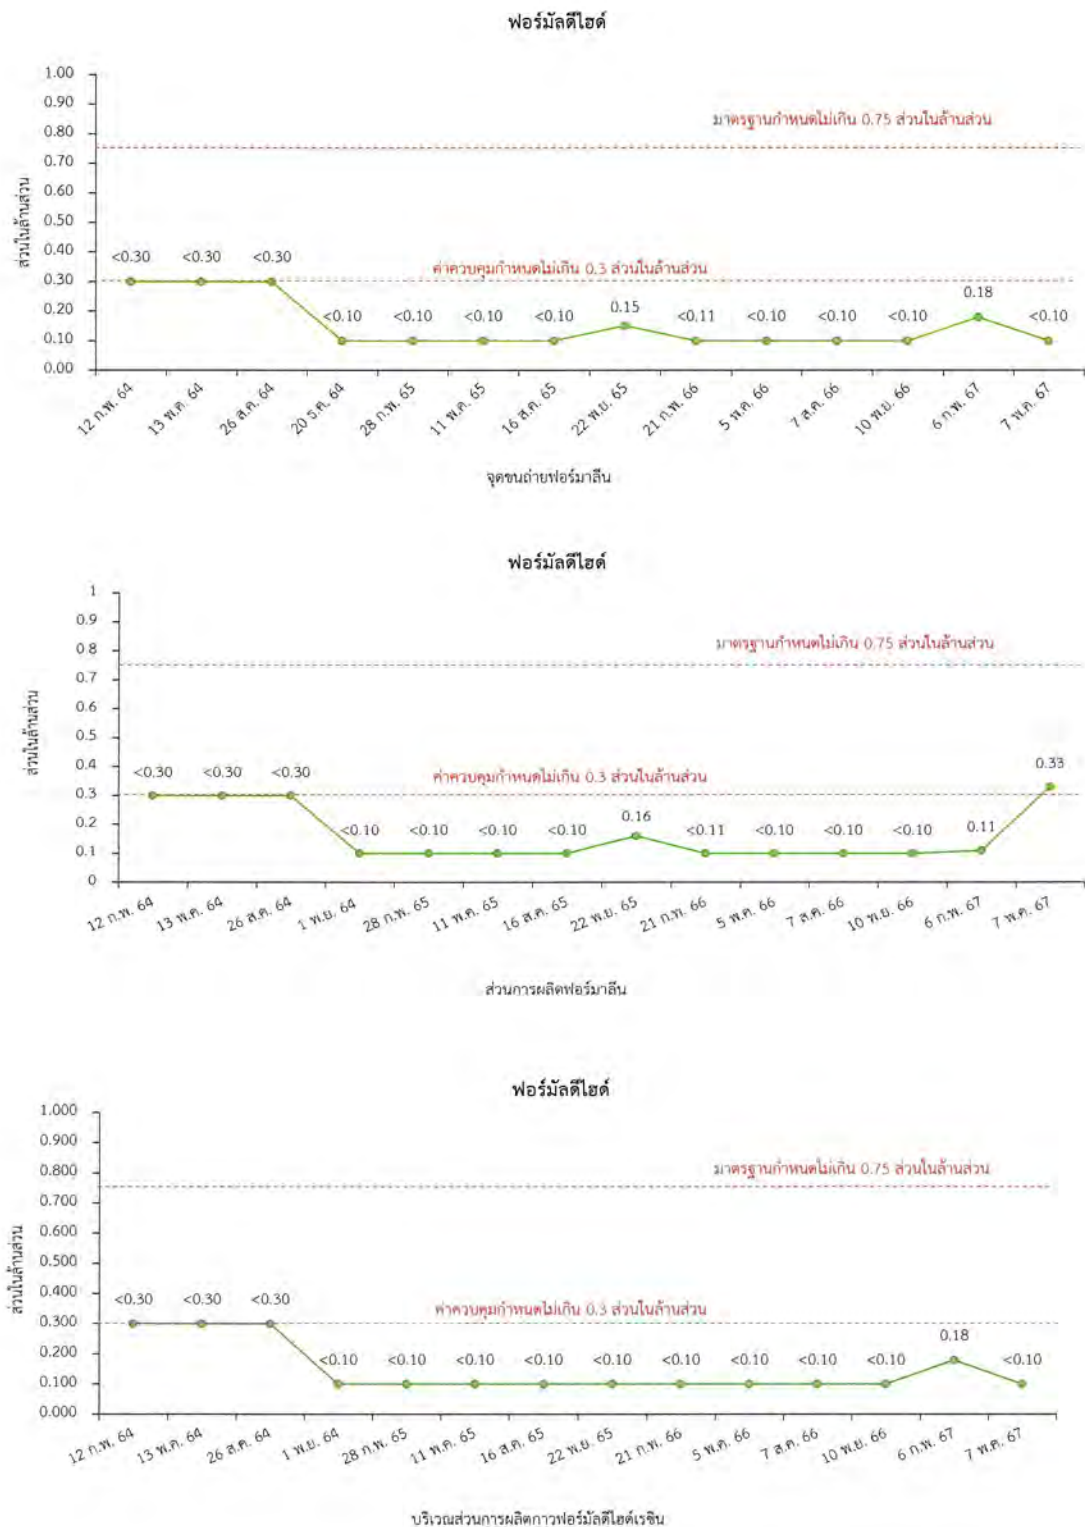 ฟอร์มัลดีไฮด์
1.00
0.90
0.80
0.70
0.60
0.50
0.40
0.30
0.20
0.10
0.00
ส่วนในล้านส่วน
มาตรฐานกำหนดไม่เกิน 0.75 ส่วนในล้านส่วน
ค่าควบคุมกำหนดไม่เกิน 0.3 ส่วนในล้านส่วน
<0.30 <0.30 <0.30 <0.10 <0.10 <0.10 <0.10 0.15 <0.11 <0.10 <0.10 <0.10 0.18 <0.10
12 ก.พ. 64 13 พ.ค. 64 26 ส.ค. 64 20 ธ.ค. 64 28 ก.พ. 65 11 พ.ค. 65 16 ส.ค. 65 22 พ.ย. 65 21 ก.พ. 66 5 พ.ค. 66 7 ส.ค. 66 10 พ.ย. 66 6 ก.พ. 67 7 พ.ค. 67
จุดขนถ่ายฟอร์มาลีน
ฟอร์มัลดีไฮด์
1
0.9
0.8
0.7
0.6
0.5
0.4
0.3
0.2
0.1
0
ส่วนในล้านส่วน
มาตรฐานกำหนดไม่เกิน 0.75 ส่วนในล้านส่วน
ค่าควบคุมกำหนดไม่เกิน 0.3 ส่วนในล้านส่วน
<0.30 <0.30 <0.30 <0.10 <0.10 <0.10 <0.10 0.16 <0.11 <0.10 <0.10 <0.10 0.11 0.33
12 ก.พ. 64 13 พ.ค. 64 26 ส.ค. 64 1 พ.ย. 64 28 ก.พ. 65 11 พ.ค. 65 16 ส.ค. 65 22 พ.ย. 65 21 ก.พ. 66 5 พ.ค. 66 7 ส.ค. 66 10 พ.ย. 66 6 ก.พ. 67 7 พ.ค. 67
ส่วนการผลิตฟอร์มาลีน
ฟอร์มัลดีไฮด์
1.000
0.900
0.800
0.700
0.600
0.500
0.400
0.300
0.200
0.100
0.000
ส่วนในล้านส่วน
มาตรฐานกำหนดไม่เกิน 0.75 ส่วนในล้านส่วน
ค่าควบคุมกำหนดไม่เกิน 0.3 ส่วนในล้านส่วน
<0.30 <0.30 <0.30 <0.10 <0.10 <0.10 <0.10 <0.10 <0.10 <0.10 <0.10 <0.10 0.18 <0.10
12 ก.พ. 64 13 พ.ค. 64 26 ส.ค. 64 1 พ.ย. 64 28 ก.พ. 65 11 พ.ค. 65 16 ส.ค. 65 22 พ.ย. 65 21 ก.พ. 66 5 พ.ค. 66 7 ส.ค. 66 10 พ.ย. 66 6 ก.พ. 67 7 พ.ค. 67
บริเวณส่วนการผลิตกาวฟอร์มัลดีไฮด์เรซิน